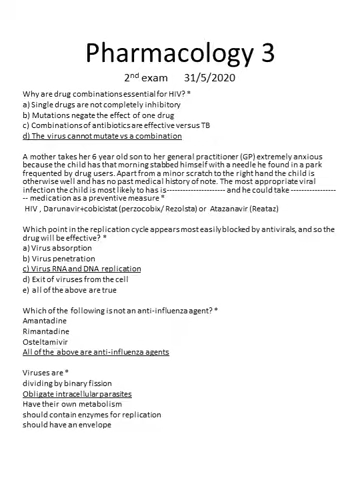 Pharmacology 3
2nd exam 31/5/2020
Why are drug combinations essential for HIV? *
a) Single drugs are not completely inhibitory
b) Mutations negate the effect of one drug
c) Combinations of antibiotics are effective versus TB
d) The virus cannot mutate vs a combination
A mother takes her 6 year old son to her general practitioner (GP) extremely anxious
because the child has that morning stabbed himself with a needle he found in a park
frequented by drug users. Apart from a minor scratch to the right hand the child is
otherwise well and has no past medical history of note. The most appropriate viral
infection the child is most likely to has is----------------------- and he could take -----------------
-- medication as a preventive measure *
HIV , Darunavir+cobicistat (perzocobix/ Rezolsta) or Atazanavir (Reataz)
Which point in the replication cycle appears most easily blocked by antivirals, and so the
drug will be effective? *
a) Virus absorption
b) Virus penetration
c) Virus RNA and DNA replication
d) Exit of viruses from the cell
e) all of the above are true
Which of the following is not an anti-influenza agent? *
Amantadine
Rimantadine
Osteltamivir
All of the above are anti-influenza agents
Viruses are *
dividing by binary fission
Obligate intracellular parasites
Have their own metabolism
should contain enzymes for replication
should have an envelope